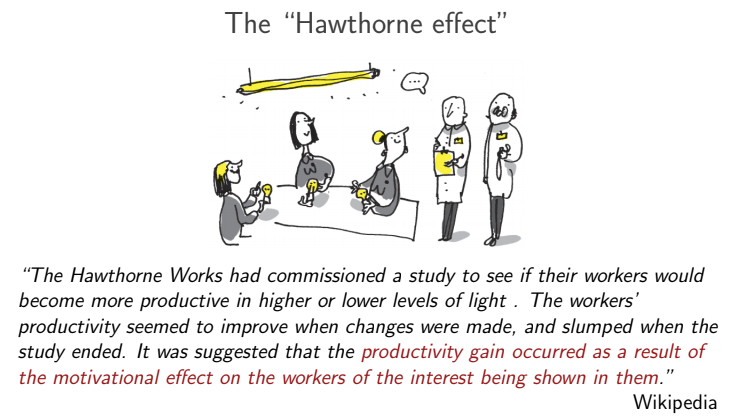 The “Hawthorne effect”
...
“The Hawthorne Works had commissioned a study to see if their workers would
become more productive in higher or lower levels of light . The workers’
productivity seemed to improve when changes were made, and slumped when the
study ended. It was suggested that the productivity gain occurred as a result of
the motivational effect on the workers of the interest being shown in them.”
Wikipedia